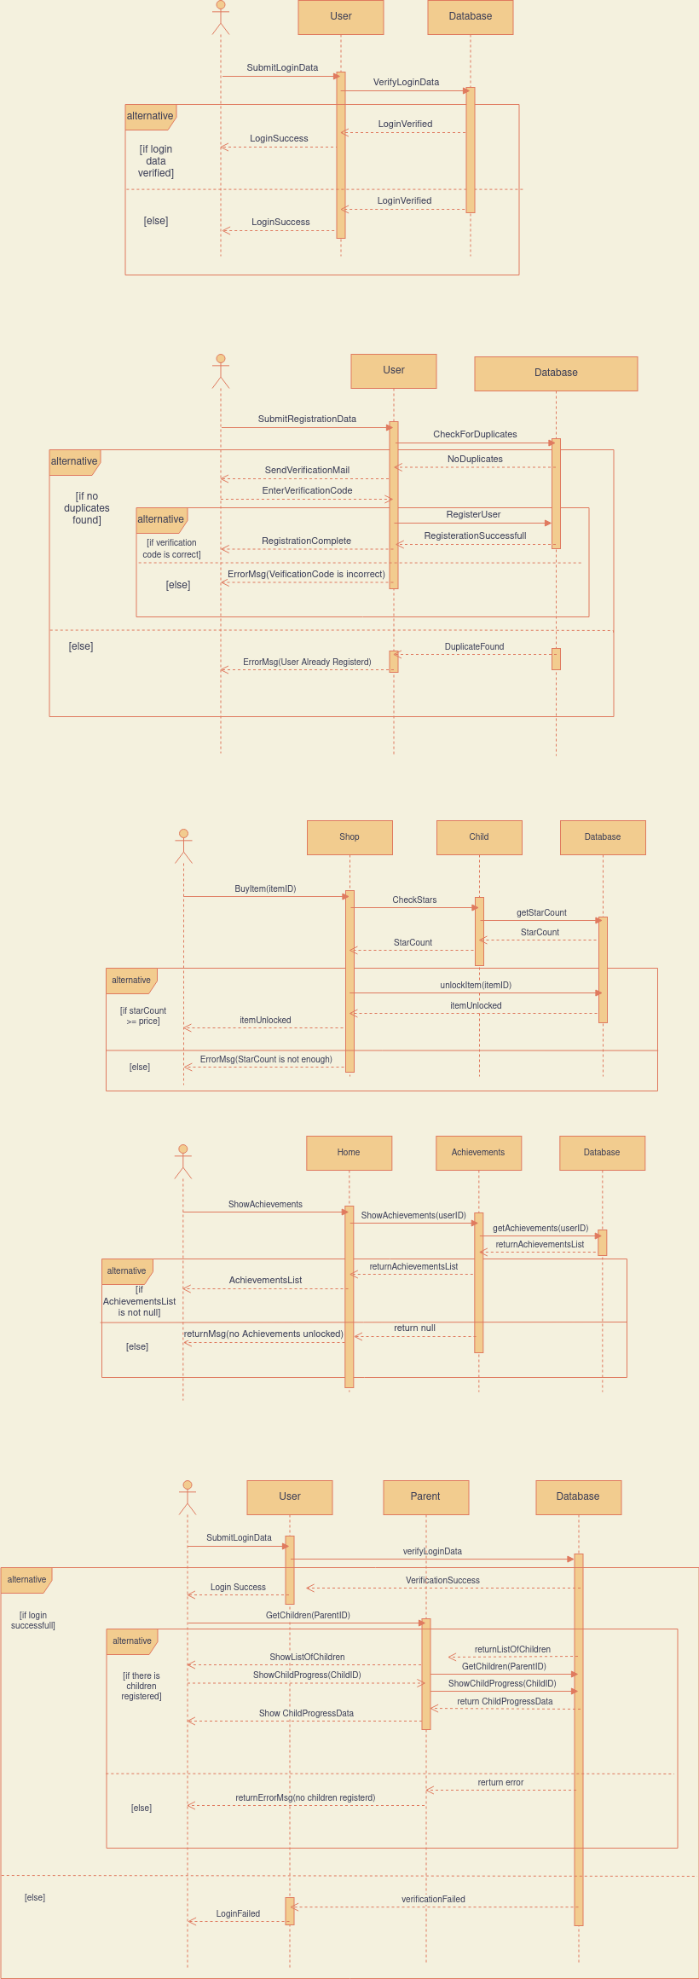 User
Database
SubmitLoginData
VerifyLoginData
alternative
LoginVerified
LoginSuccess
[if login
data
verified]
LoginVerified
[else]
LoginSuccess
User
Database
SubmitRegistrationData
CheckForDuplicates
alternative
NoDuplicates
SendVerificationMail
EnterVerificationCode
[if no
duplicates
found]
RegisterUser
alternative
RegisterationSuccessfull
RegistrationComplete
[if verification
code is correct]
ErrorMsg(VeificationCode is incorrect)
[else]
[else]
DuplicateFound
ErrorMsg(User Already Registerd)
Shop
Child
Database
BuyItem(itemID)
CheckStars
getStarCount
StarCount
StarCount
alternative
unlockItem(itemID)
itemUnlocked
[if starCount
>= price]
itemUnlocked
ErrorMsg(StarCount is not enough)
[else]
Home
Achievements
Database
ShowAchievements
ShowAchievements(userID)
getAchievements(userID)
returnAchievementsList
returnAchievementsList
alternative
AchievementsList
[if
AchievementsList
is not null]
return null
returnMsg(no Achievements unlocked)
[else]
User
Parent
Database
SubmitLoginData
verifyLoginData
alternative
VerificationSuccess
Login Success
[if login
successfull]
GetChildren(ParentID)
alternative
returnListOfChildren
ShowListOfChildren
GetChildren(ParentID)
ShowChildProgress(ChildID)
[if there is
children
registered]
ShowChildProgress(ChildID)
return ChildProgressData
Show ChildProgressData
rerturn error
returnErrorMsg(no children registerd)
[else]
[else]
verificationFailed
LoginFailed